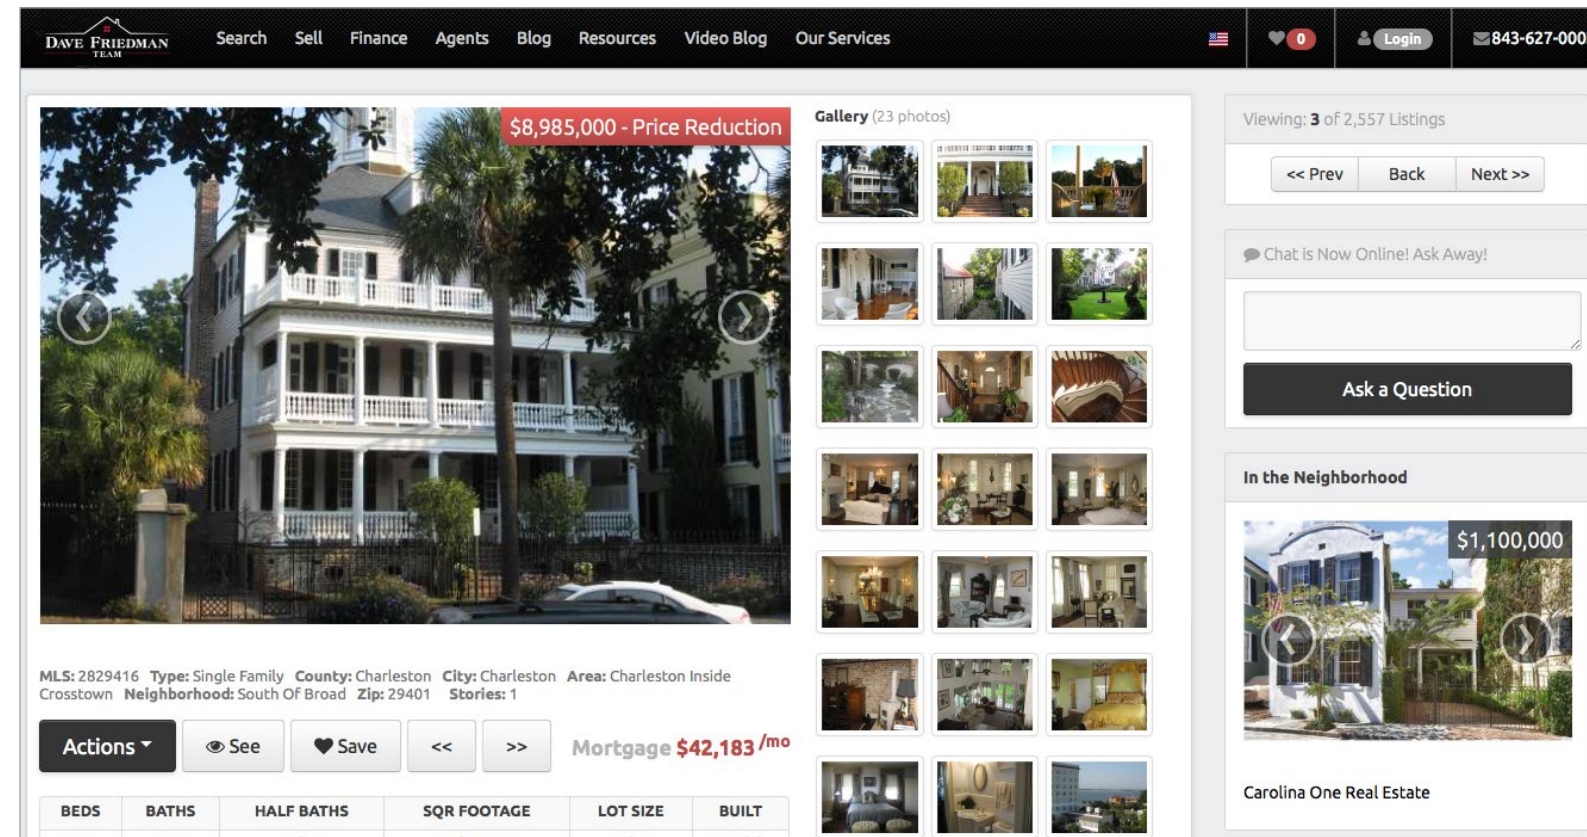 DAVE FRIEDMAN
TEAM
Search Sell Finance Agents Blog Resources Video Blog Our Services
0 Login 843-627-000
$8,985,000 - Price Reduction
Gallery (23 photos)
Viewing: 3 of 2,557 Listings
<< Prev Back Next >>
Chat is Now Online! Ask Away!
Ask a Question
In the Neighborhood
$1,100,000
Carolina One Real Estate
MLS: 2829416 Type: Single Family County: Charleston City: Charleston Area: Charleston Inside
Crosstown Neighborhood: South Of Broad Zip: 29401 Stories: 1
Actions See Save << >> Mortgage $42,183 /mo
BEDS BATHS HALF BATHS SQR FOOTAGE LOT SIZE BUILT